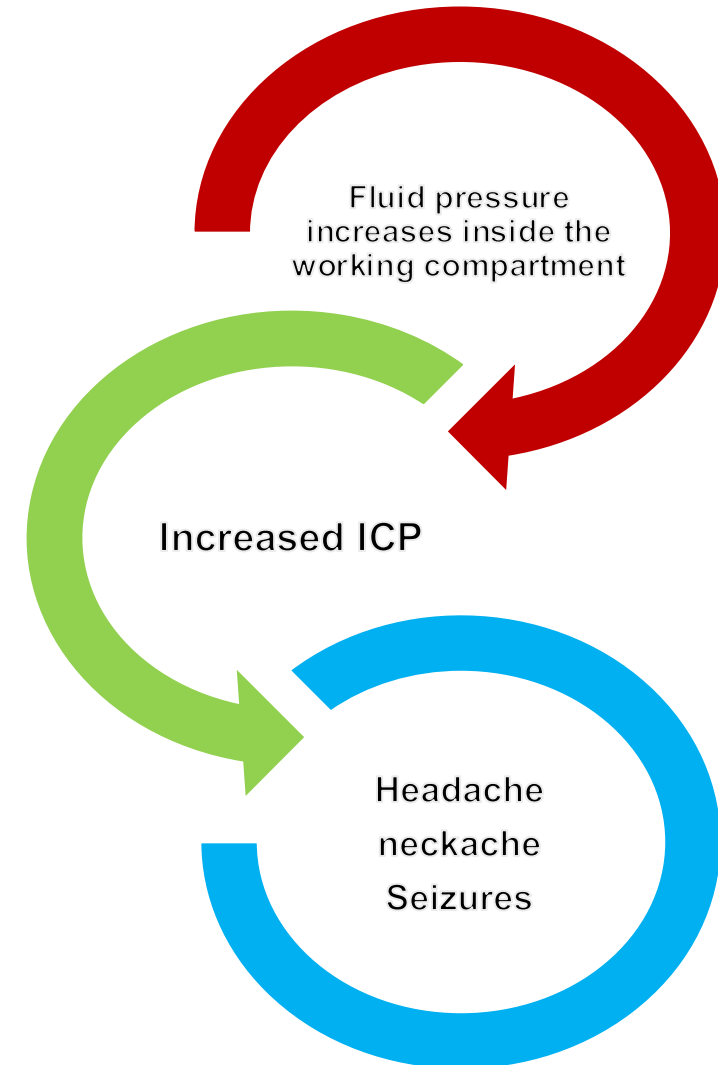 Fluid pressure
increases inside the
working compartment
Increased ICP
Headache
neckache
Seizures